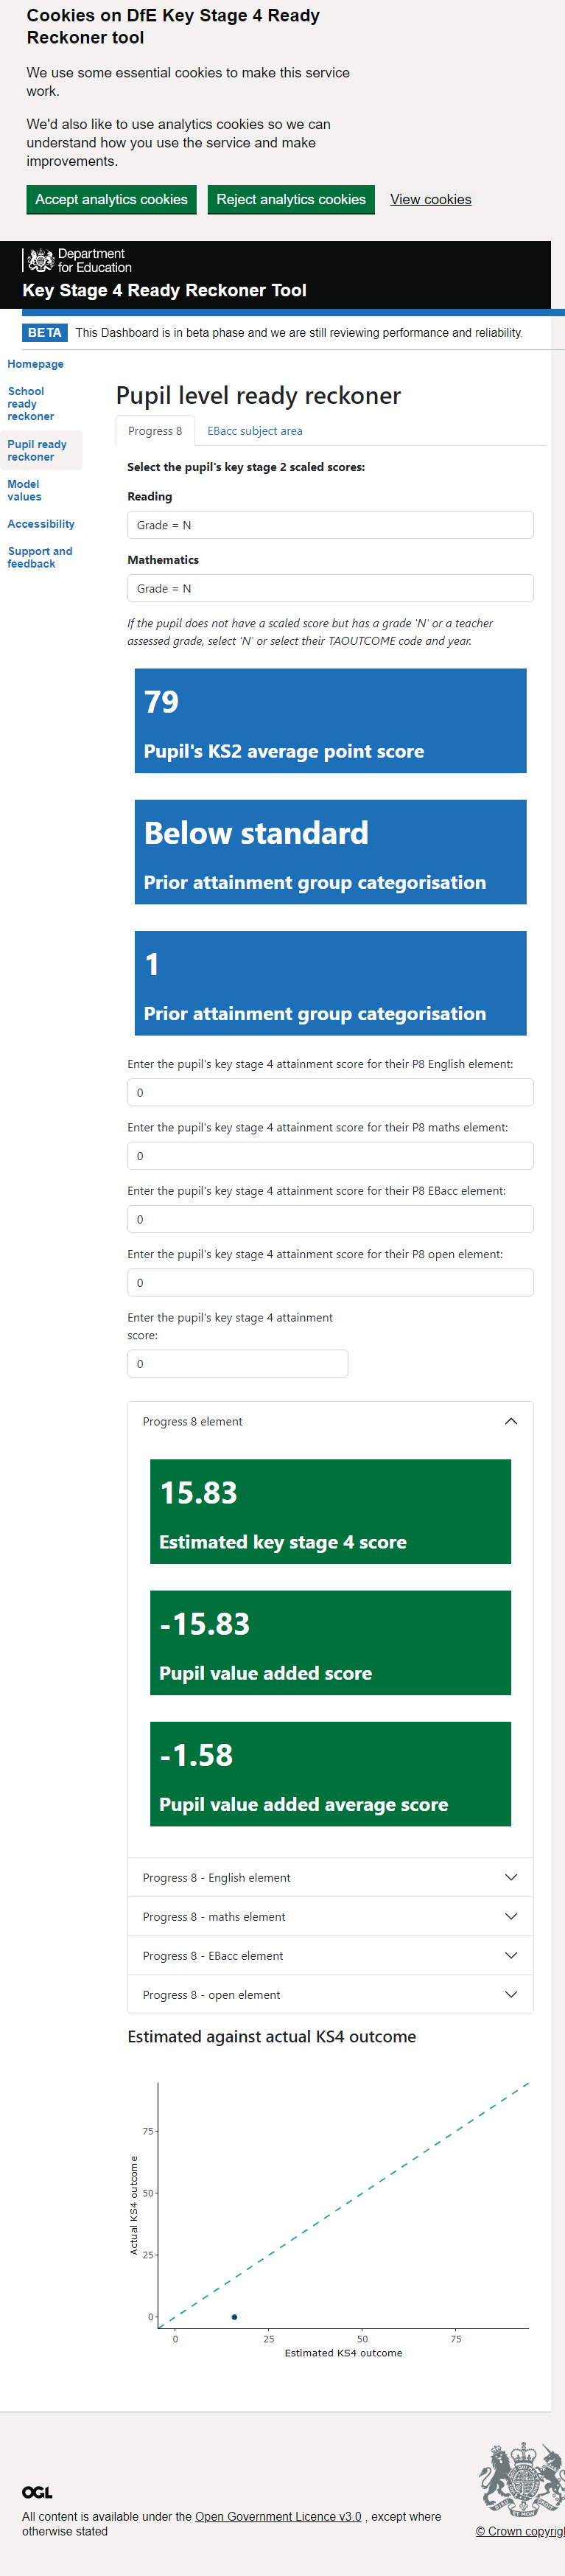 Cookies on DfE Key Stage 4 Ready
Reckoner tool
We use some essential cookies to make this service
work.
We'd also like to use analytics cookies so we can
understand how you use the service and make
improvements.
Accept analytics cookies
Reject analytics cookies
View cookies
Department
for Education
Key Stage 4 Ready Reckoner Tool
BETA This Dashboard is in beta phase and we are still reviewing performance and reliability.
Homepage
School
ready
reckoner
Pupil ready
reckoner
Model
values
Accessibility
Support and
feedback
Pupil level ready reckoner
Progress 8
EBacc subject area
Select the pupil's key stage 2 scaled scores:
Reading
Grade = N
Mathematics
Grade = N
If the pupil does not have a scaled score but has a grade 'N' or a teacher
assessed grade, select 'N' or select their TAOUTCOME code and year.
79
Pupil's KS2 average point score
Below standard
Prior attainment group categorisation
1
Prior attainment group categorisation
Enter the pupil's key stage 4 attainment score for their P8 English element:
0
Enter the pupil's key stage 4 attainment score for their P8 maths element:
0
Enter the pupil's key stage 4 attainment score for their P8 EBacc element:
0
Enter the pupil's key stage 4 attainment score for their P8 open element:
0
Enter the pupil's key stage 4 attainment
score:
0
Progress 8 element
15.83
Estimated key stage 4 score
-15.83
Pupil value added score
-1.58
Pupil value added average score
Progress 8 - English element
Progress 8 - maths element
Progress 8 - EBacc element
Progress 8 - open element
Estimated against actual KS4 outcome
75
50
25
0
Actual KS4 outcome
0 25 50 75
Estimated KS4 outcome
OGL
All content is available under the Open Government Licence v3.0 , except where
otherwise stated
© Crown copyrig